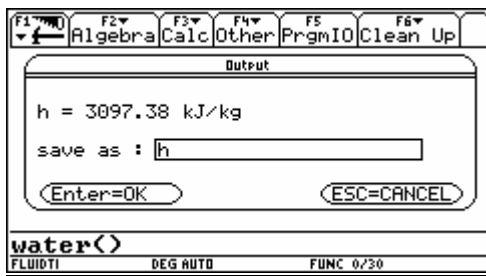 F1 F2 Algebra F3 Calc F4 Other F5 PrgmIO F6 Clean Up
Output
h = 3097.38 kJ/kg
save as : h
Enter=OK ESC=CANCEL
water()
FLUIDTI DEG AUTO FUNC 0/30